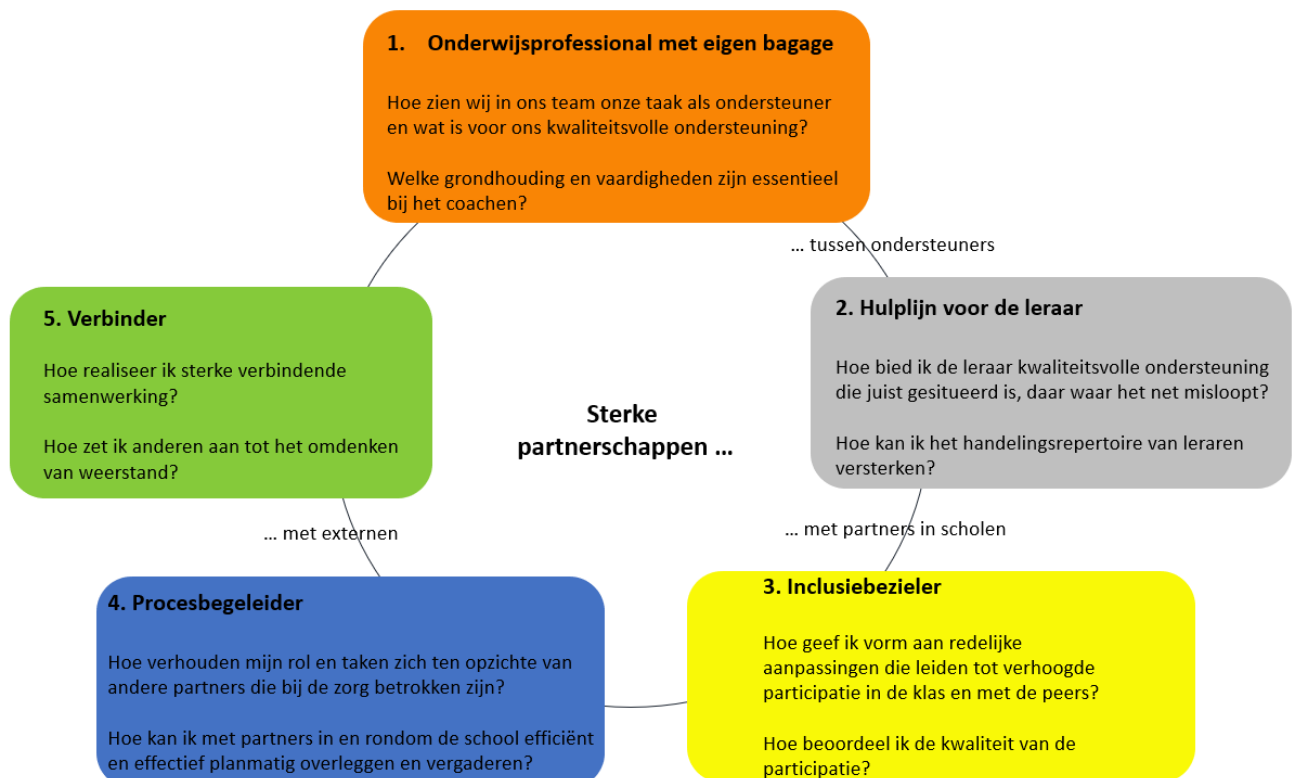 1. Onderwijsprofessional met eigen bagage
Hoe zien wij in ons team onze taak als ondersteuner
en wat is voor ons kwaliteitsvolle ondersteuning?
Welke grondhouding en vaardigheden zijn essentieel
bij het coachen?
... tussen ondersteuners
2. Hulplijn voor de leraar
Hoe bied ik de leraar kwaliteitsvolle ondersteuning
die juist gesitueerd is, daar waar het net misloopt?
Hoe kan ik het handelingsrepertoire van leraren
versterken?
... met partners in scholen
3. Inclusiebezieler
Hoe geef ik vorm aan redelijke
aanpassingen die leiden tot verhoogde
participatie in de klas en met de peers?
Hoe beoordeel ik de kwaliteit van de
participatie?
4. Procesbegeleider
Hoe verhouden mijn rol en taken zich ten opzichte van
andere partners die bij de zorg betrokken zijn?
Hoe kan ik met partners in en rondom de school efficiënt
en effectief planmatig overleggen en vergaderen?
... met externen
5. Verbinder
Hoe realiseer ik sterke verbindende
samenwerking?
Hoe zet ik anderen aan tot het omdenken
van weerstand?
Sterke
partnerschappen ...